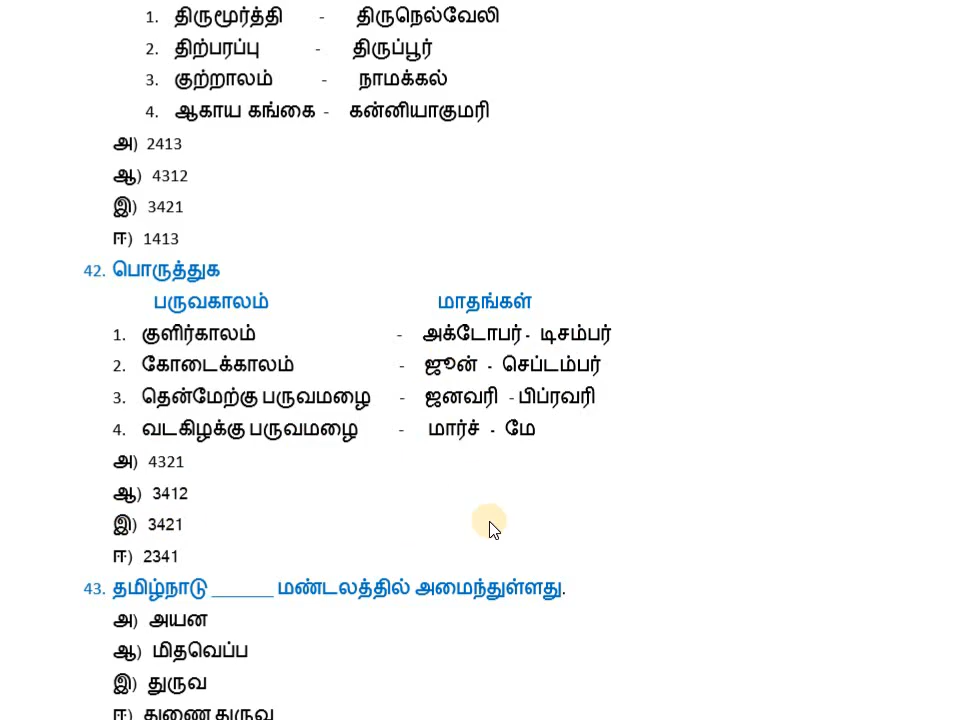 1. திருமூர்த்தி - திருநெல்வேலி
2. திற்பரப்பு - திருப்பூர்
3. குற்றாலம் - நாமக்கல்
4. ஆகாய கங்கை - கன்னியாகுமரி
அ) 2413
ஆ) 4312
இ) 3421
ஈ) 1413
42. பொருத்துக
பருவகாலம் மாதங்கள்
1. குளிர்காலம் - அக்டோபர் - டிசம்பர்
2. கோடைக்காலம் - ஜூன் - செப்டம்பர்
3. தென்மேற்கு பருவமழை - ஜனவரி - பிப்ரவரி
4. வடகிழக்கு பருவமழை - மார்ச் - மே
அ) 4321
ஆ) 3412
இ) 3421
ஈ) 2341
43. தமிழ்நாடு ______ மண்டலத்தில் அமைந்துள்ளது.
அ) அயன
ஆ) மிதவெப்ப
இ) துருவ
ஈ) துணை துருவ